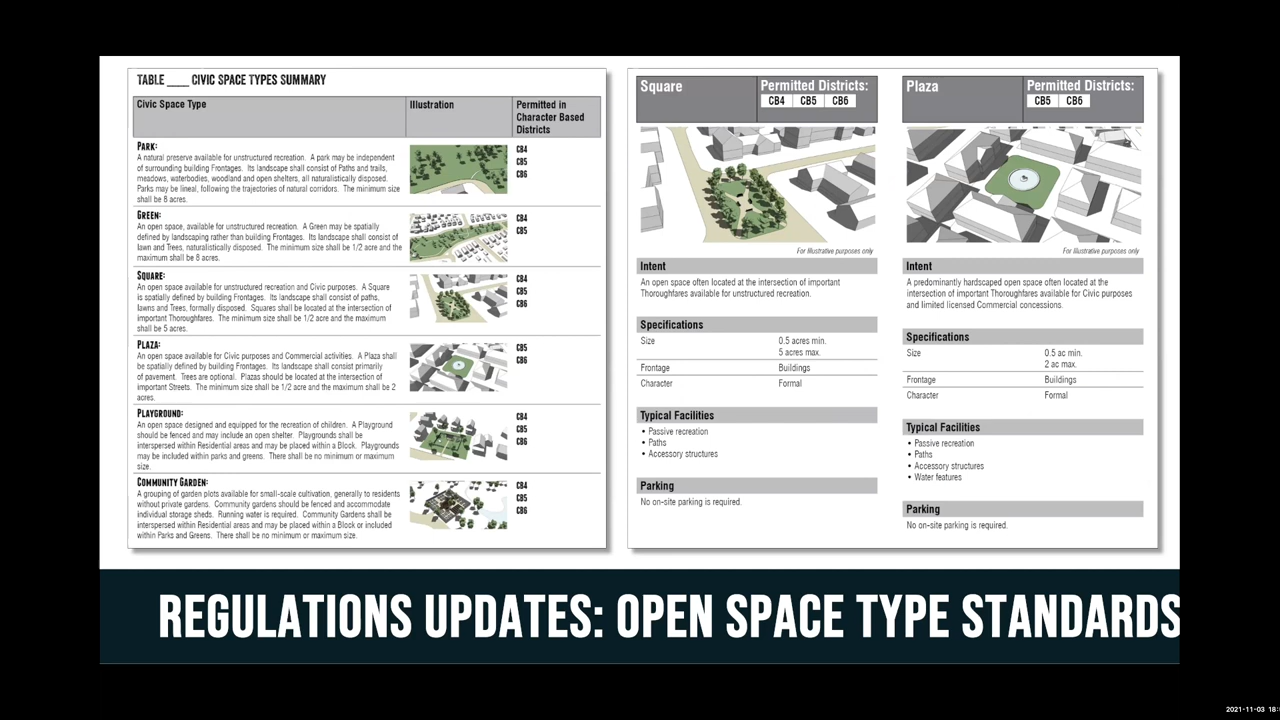 TABLE ____ CIVIC SPACE TYPES SUMMARY
Civic Space Type
Illustration
Permitted in
Character Based
Districts
PARK:
A natural preserve available for unstructured recreation. A park may be independent
of surrounding building Frontages. Its landscape shall consist of Paths and trails,
meadows, waterbodies, woodland and open shelters, all naturalistically disposed.
Parks may be lineal, following the trajectories of natural corridors. The minimum size
shall be 8 acres.
CB4
CB5
CB6
GREEN:
An open space, available for unstructured recreation. A Green may be spatially
defined by landscaping rather than building Frontages. Its landscape shall consist of
lawn and Trees, naturalistically disposed. The minimum size shall be 1/2 acre and the
maximum shall be 8 acres.
CB4
CB5
SQUARE:
An open space available for unstructured recreation and Civic purposes. A Square
is spatially defined by building Frontages. Its landscape shall consist of paths,
lawns and Trees, formally disposed. Squares shall be located at the intersection of
important Thoroughfares. The minimum size shall be 1/2 acre and the maximum
shall be 5 acres.
CB4
CB5
CB6
PLAZA:
An open space available for Civic purposes and Commercial activities. A Plaza shall
be spatially defined by building Frontages. Its landscape shall consist primarily
of pavement. Trees are optional. Plazas should be located at the intersection of
important Streets. The minimum size shall be 1/2 acre and the maximum shall be 2
acres.
CB5
CB6
PLAYGROUND:
An open space designed and equipped for the recreation of children. A Playground
should be fenced and may include an open shelter. Playgrounds shall be
interspersed within Residential areas and may be placed within a Block. Playgrounds
may be included within parks and greens. There shall be no minimum or maximum
size.
CB4
CB5
CB6
COMMUNITY GARDEN:
A grouping of garden plots available for small-scale cultivation, generally to residents
without private gardens. Community gardens should be fenced and accommodate
individual storage sheds. Running water is required. Community Gardens shall be
interspersed within Residential areas and may be placed within a Block or included
within Parks and Greens. There shall be no minimum or maximum size.
CB4
CB5
CB6
Square
Permitted Districts:
CB4 CB5 CB6
For Illustrative purposes only
Intent
An open space often located at the intersection of important
Thoroughfares available for unstructured recreation.
Specifications
Size 0.5 acres min.
5 acres max.
Frontage Buildings
Character Formal
Typical Facilities
• Passive recreation
• Paths
• Accessory structures
Parking
No on-site parking is required.
Plaza
Permitted Districts:
CB5 CB6
For Illustrative purposes only
Intent
A predominantly hardscaped open space often located at the
intersection of important Thoroughfares available for Civic purposes
and limited licensed Commercial concessions.
Specifications
Size 0.5 ac min.
2 ac max.
Frontage Buildings
Character Formal
Typical Facilities
• Passive recreation
• Paths
• Accessory structures
• Water features
Parking
No on-site parking is required.
REGULATIONS UPDATES: OPEN SPACE TYPE STANDARDS
2021-11-03 18: